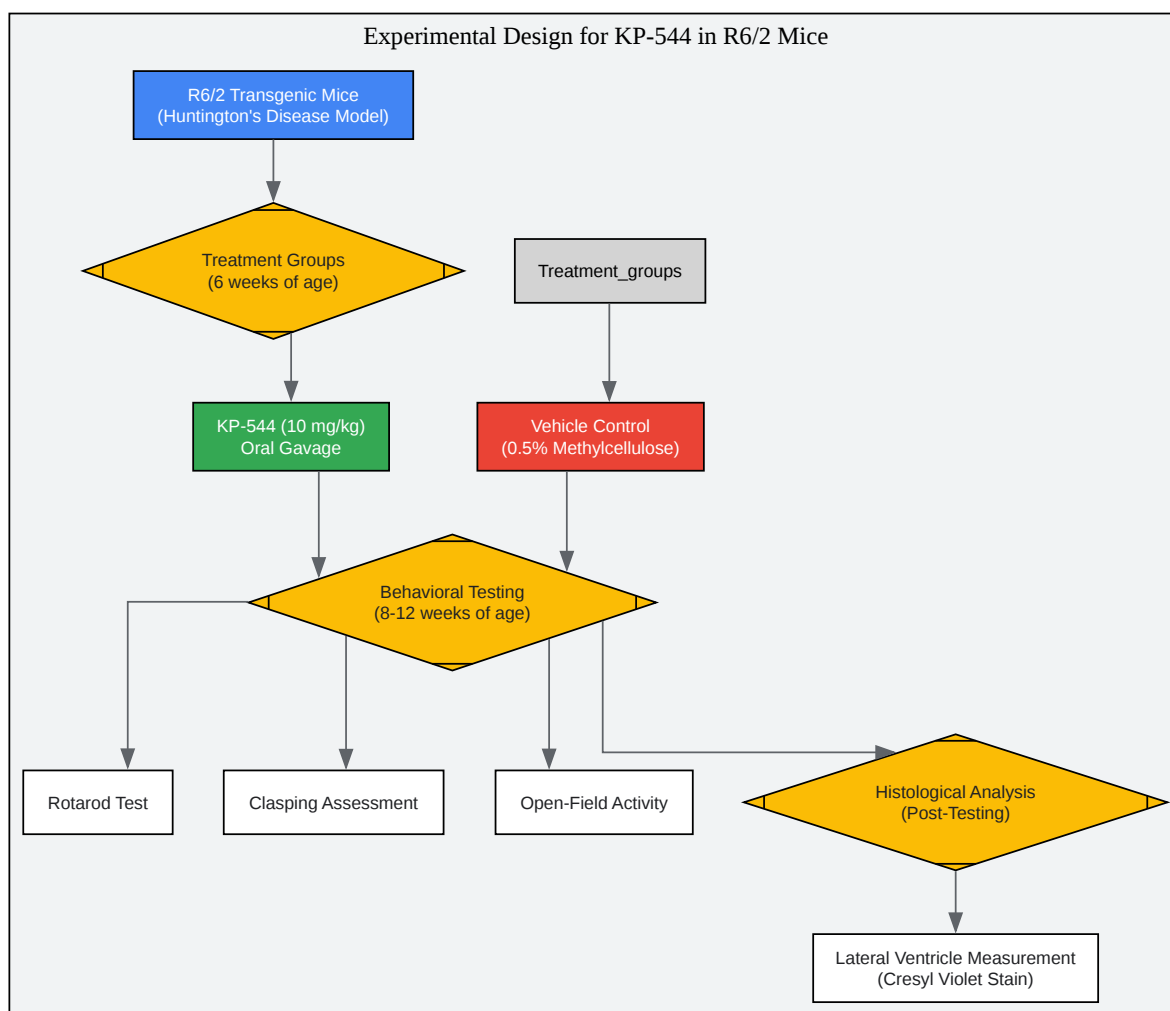 Experimental Design for KP-544 in R6/2 Mice
R6/2 Transgenic Mice
(Huntington's Disease Model)
Treatment Groups
(6 weeks of age)
Treatment_groups
KP-544 (10 mg/kg)
Oral Gavage
Vehicle Control
(0.5% Methylcellulose)
Behavioral Testing
(8-12 weeks of age)
Rotarod Test
Clasping Assessment
Open-Field Activity
Histological Analysis
(Post-Testing)
Lateral Ventricle Measurement
(Cresyl Violet Stain)